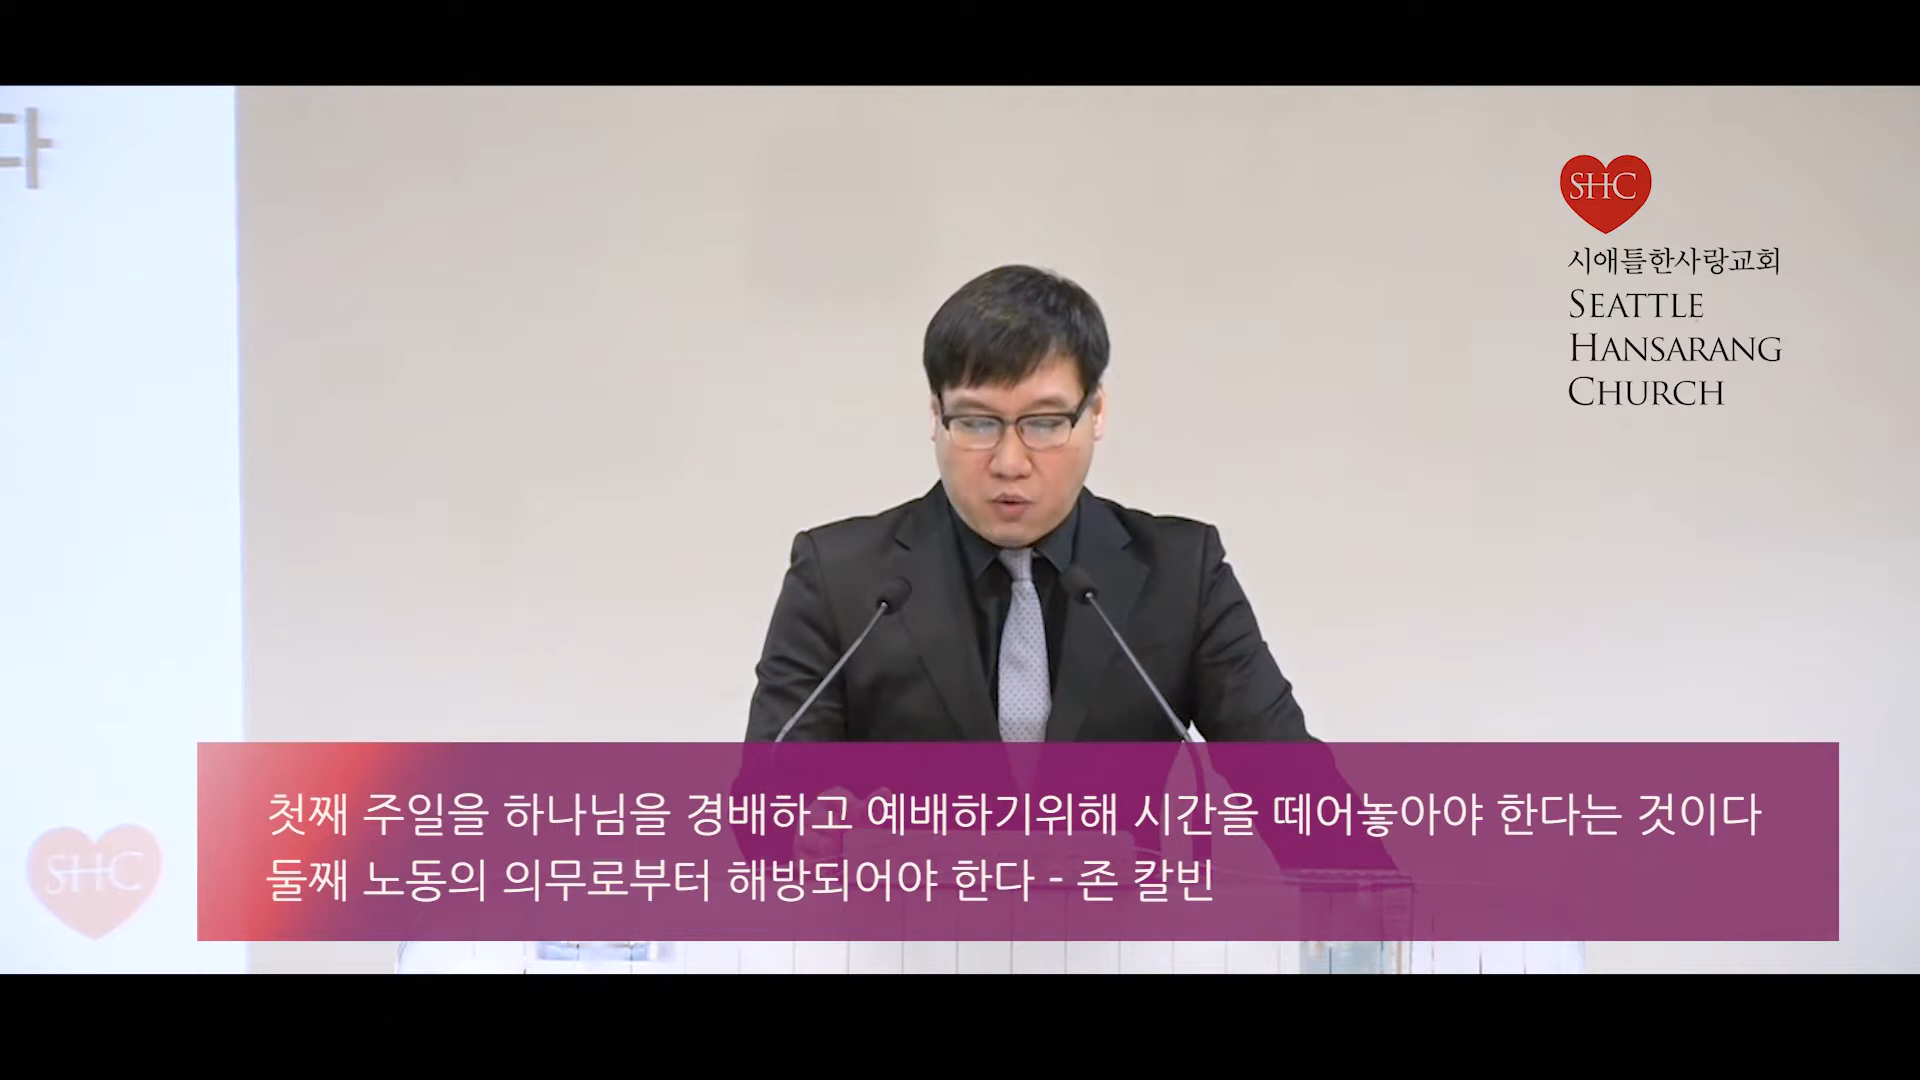 다
SHC
시애틀한사랑교회
SEATTLE
HANSARANG
CHURCH
SHC
첫째 주일을 하나님을 경배하고 예배하기위해 시간을 떼어놓아야 한다는 것이다
둘째 노동의 의무로부터 해방되어야 한다 - 존 칼빈